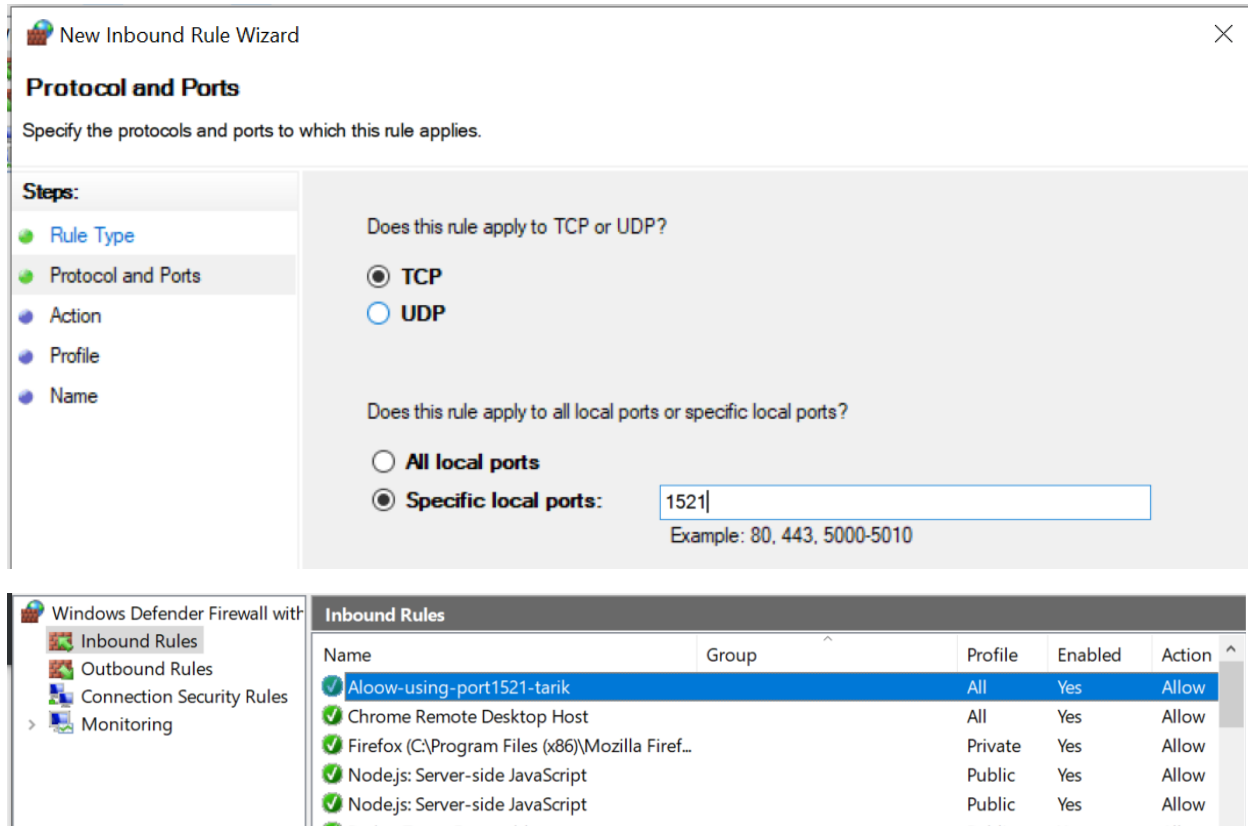 New Inbound Rule Wizard
Protocol and Ports
Specify the protocols and ports to which this rule applies.
Steps:
Rule Type
Protocol and Ports
Action
Profile
Name
Does this rule apply to TCP or UDP?
TCP
UDP
Does this rule apply to all local ports or specific local ports?
All local ports
Specific local ports: 1521
Example: 80, 443, 5000-5010
Windows Defender Firewall with
Inbound Rules
Outbound Rules
Connection Security Rules
Monitoring
Inbound Rules
Name Group Profile Enabled Action
Aloow-using-port1521-tarik All Yes Allow
Chrome Remote Desktop Host All Yes Allow
Firefox (C:\Program Files (x86)\Mozilla Firef... Private Yes Allow
Node.js: Server-side JavaScript Public Yes Allow
Node.js: Server-side JavaScript Public Yes Allow